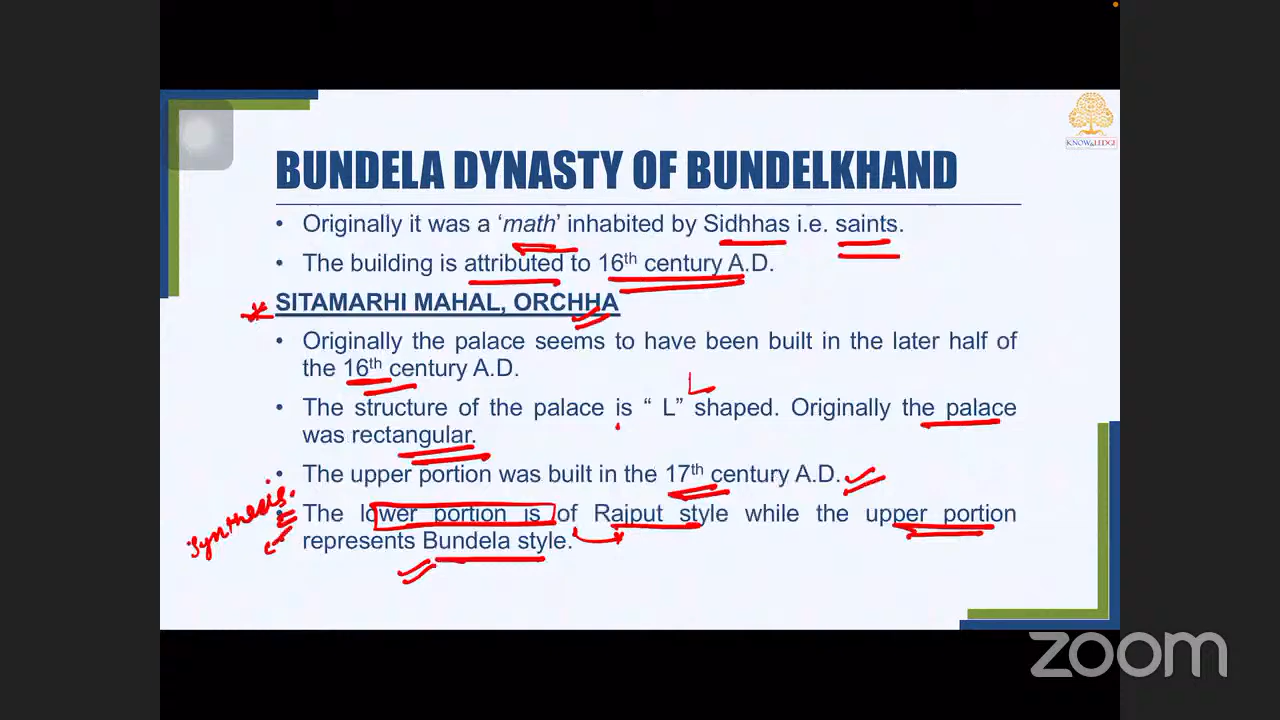 KNOWLEDGE
BUNDELA DYNASTY OF BUNDELKHAND
• Originally it was a ‘math’ inhabited by Sidhhas i.e. saints.
• The building is attributed to 16th century A.D.
SITAMARHI MAHAL, ORCHHA
• Originally the palace seems to have been built in the later half of
the 16th century A.D.
L
• The structure of the palace is “ L” shaped. Originally the palace
was rectangular.
• The upper portion was built in the 17th century A.D.
Synthesis.
• The lower portion is of Rajput style while the upper portion
represents Bundela style.
zoom